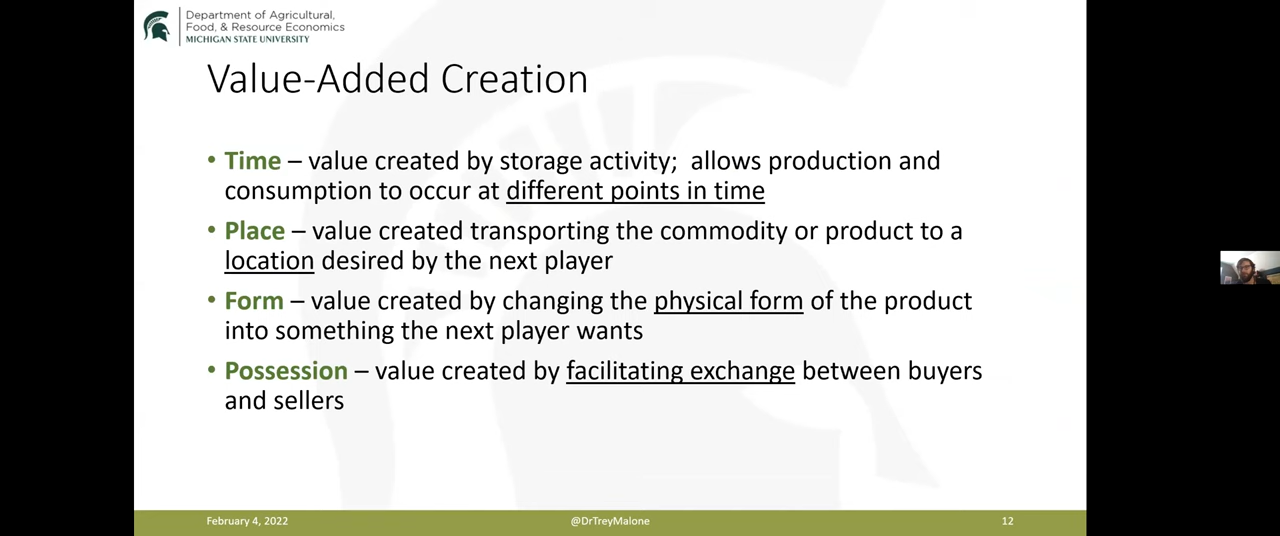 Department of Agricultural,
Food, & Resource Economics
MICHIGAN STATE UNIVERSITY
Value-Added Creation
• Time – value created by storage activity;  allows production and
consumption to occur at different points in time
• Place – value created transporting the commodity or product to a
location desired by the next player
• Form – value created by changing the physical form of the product
into something the next player wants
• Possession – value created by facilitating exchange between buyers
and sellers
February 4, 2022
@DrTreyMalone
12